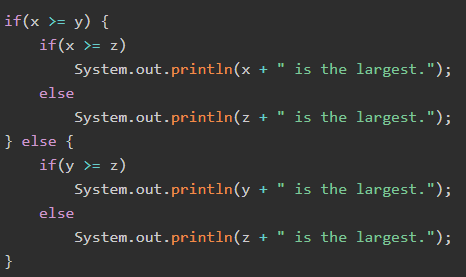 if(x >= y) {
    if(x >= z)
        System.out.println(x + " is the largest.");
    else
        System.out.println(z + " is the largest.");
} else {
    if(y >= z)
        System.out.println(y + " is the largest.");
    else
        System.out.println(z + " is the largest.");
}